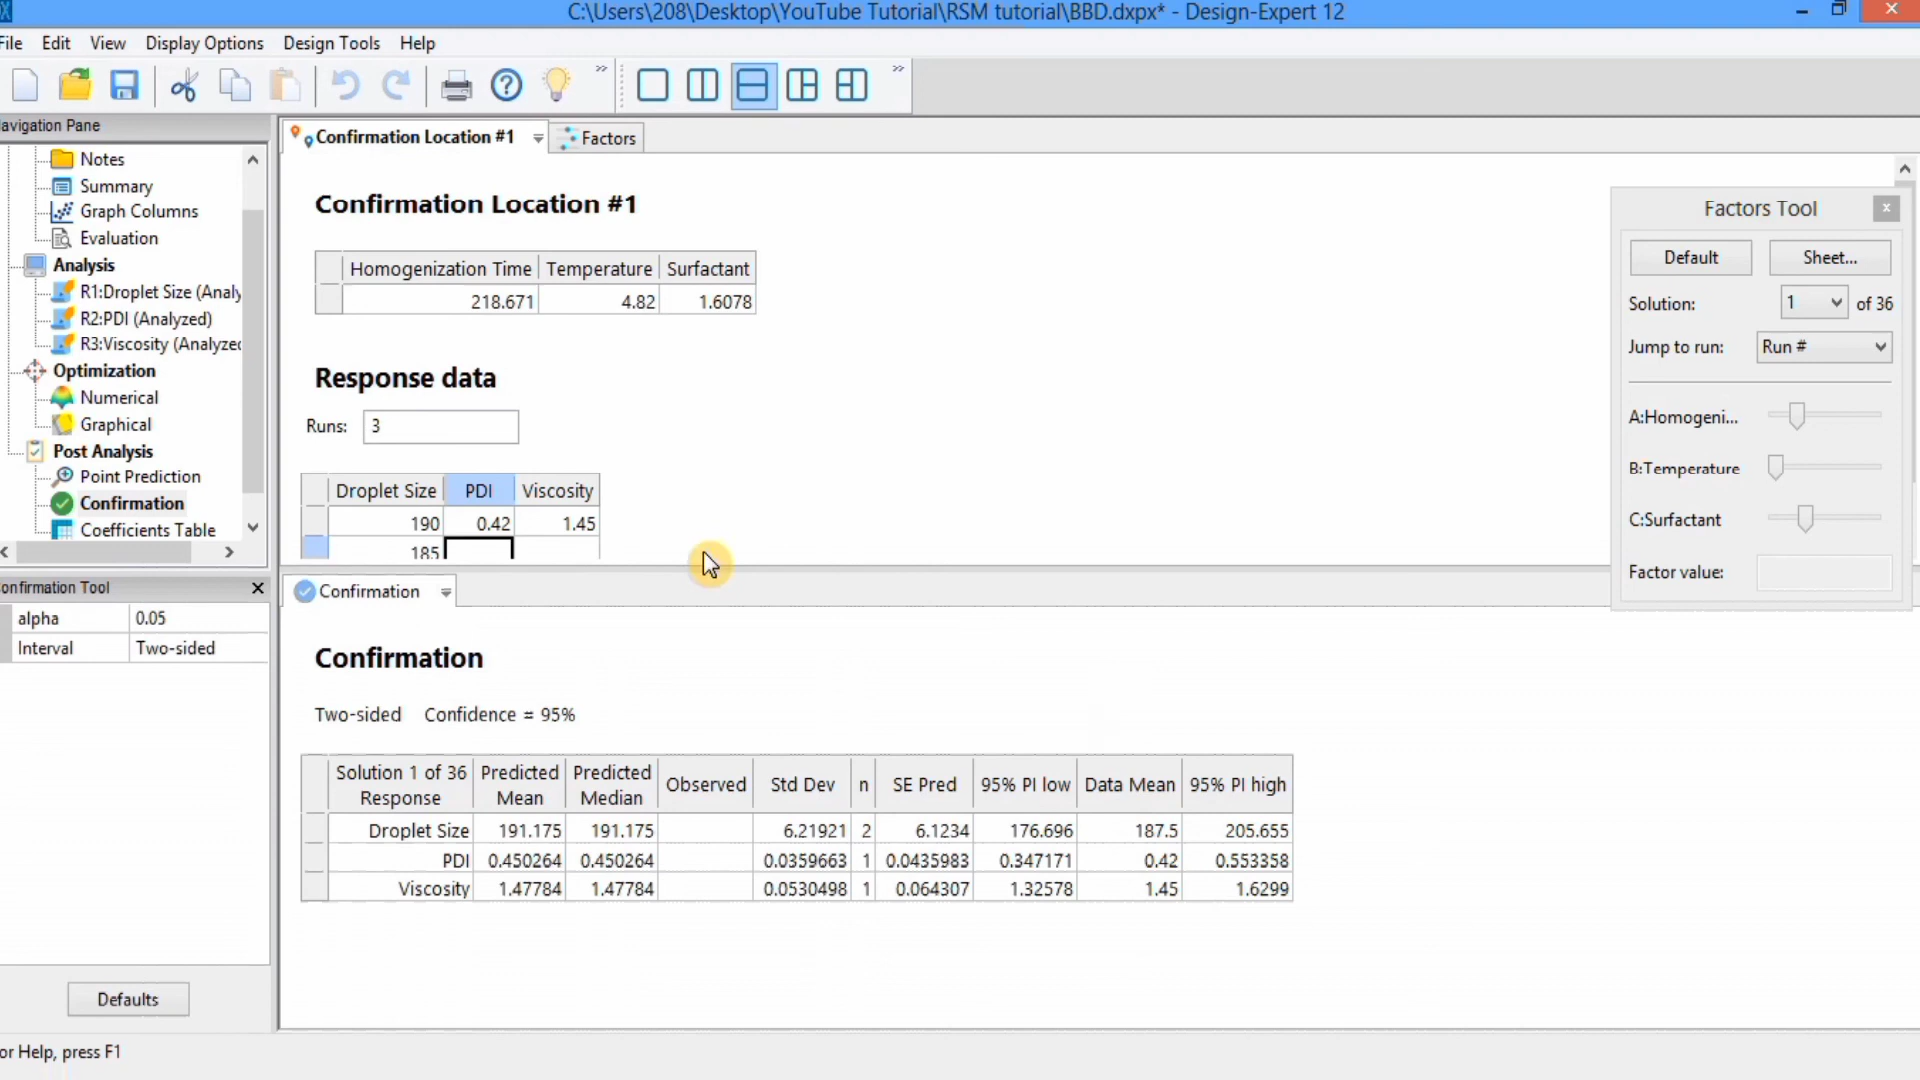 C:\Users\208\Desktop\YouTube Tutorial\RSM tutorial\BBD.dxpx* - Design-Expert 12
File Edit View Display Options Design Tools Help
avigation Pane
Notes
Summary
Graph Columns
Evaluation
Analysis
R1:Droplet Size (Analy
R2:PDI (Analyzed)
R3:Viscosity (Analyzed
Optimization
Numerical
Graphical
Post Analysis
Point Prediction
Confirmation
Coefficients Table
onfirmation Tool
alpha 0.05
Interval Two-sided
Defaults
Confirmation Location #1 Factors
Confirmation Location #1
Homogenization Time Temperature Surfactant
218.671 4.82 1.6078
Response data
Runs: 3
Droplet Size PDI Viscosity
190 0.42 1.45
185
Factors Tool
Default Sheet...
Solution: 1 of 36
Jump to run: Run #
A:Homogeni...
B:Temperature
C:Surfactant
Factor value:
Confirmation
Confirmation
Two-sided Confidence = 95%
Solution 1 of 36 Response Predicted Mean Predicted Median Observed Std Dev n SE Pred 95% PI low Data Mean 95% PI high
Droplet Size 191.175 191.175 6.21921 2 6.1234 176.696 187.5 205.655
PDI 0.450264 0.450264 0.0359663 1 0.0435983 0.347171 0.42 0.553358
Viscosity 1.47784 1.47784 0.0530498 1 0.064307 1.32578 1.45 1.6299
or Help, press F1